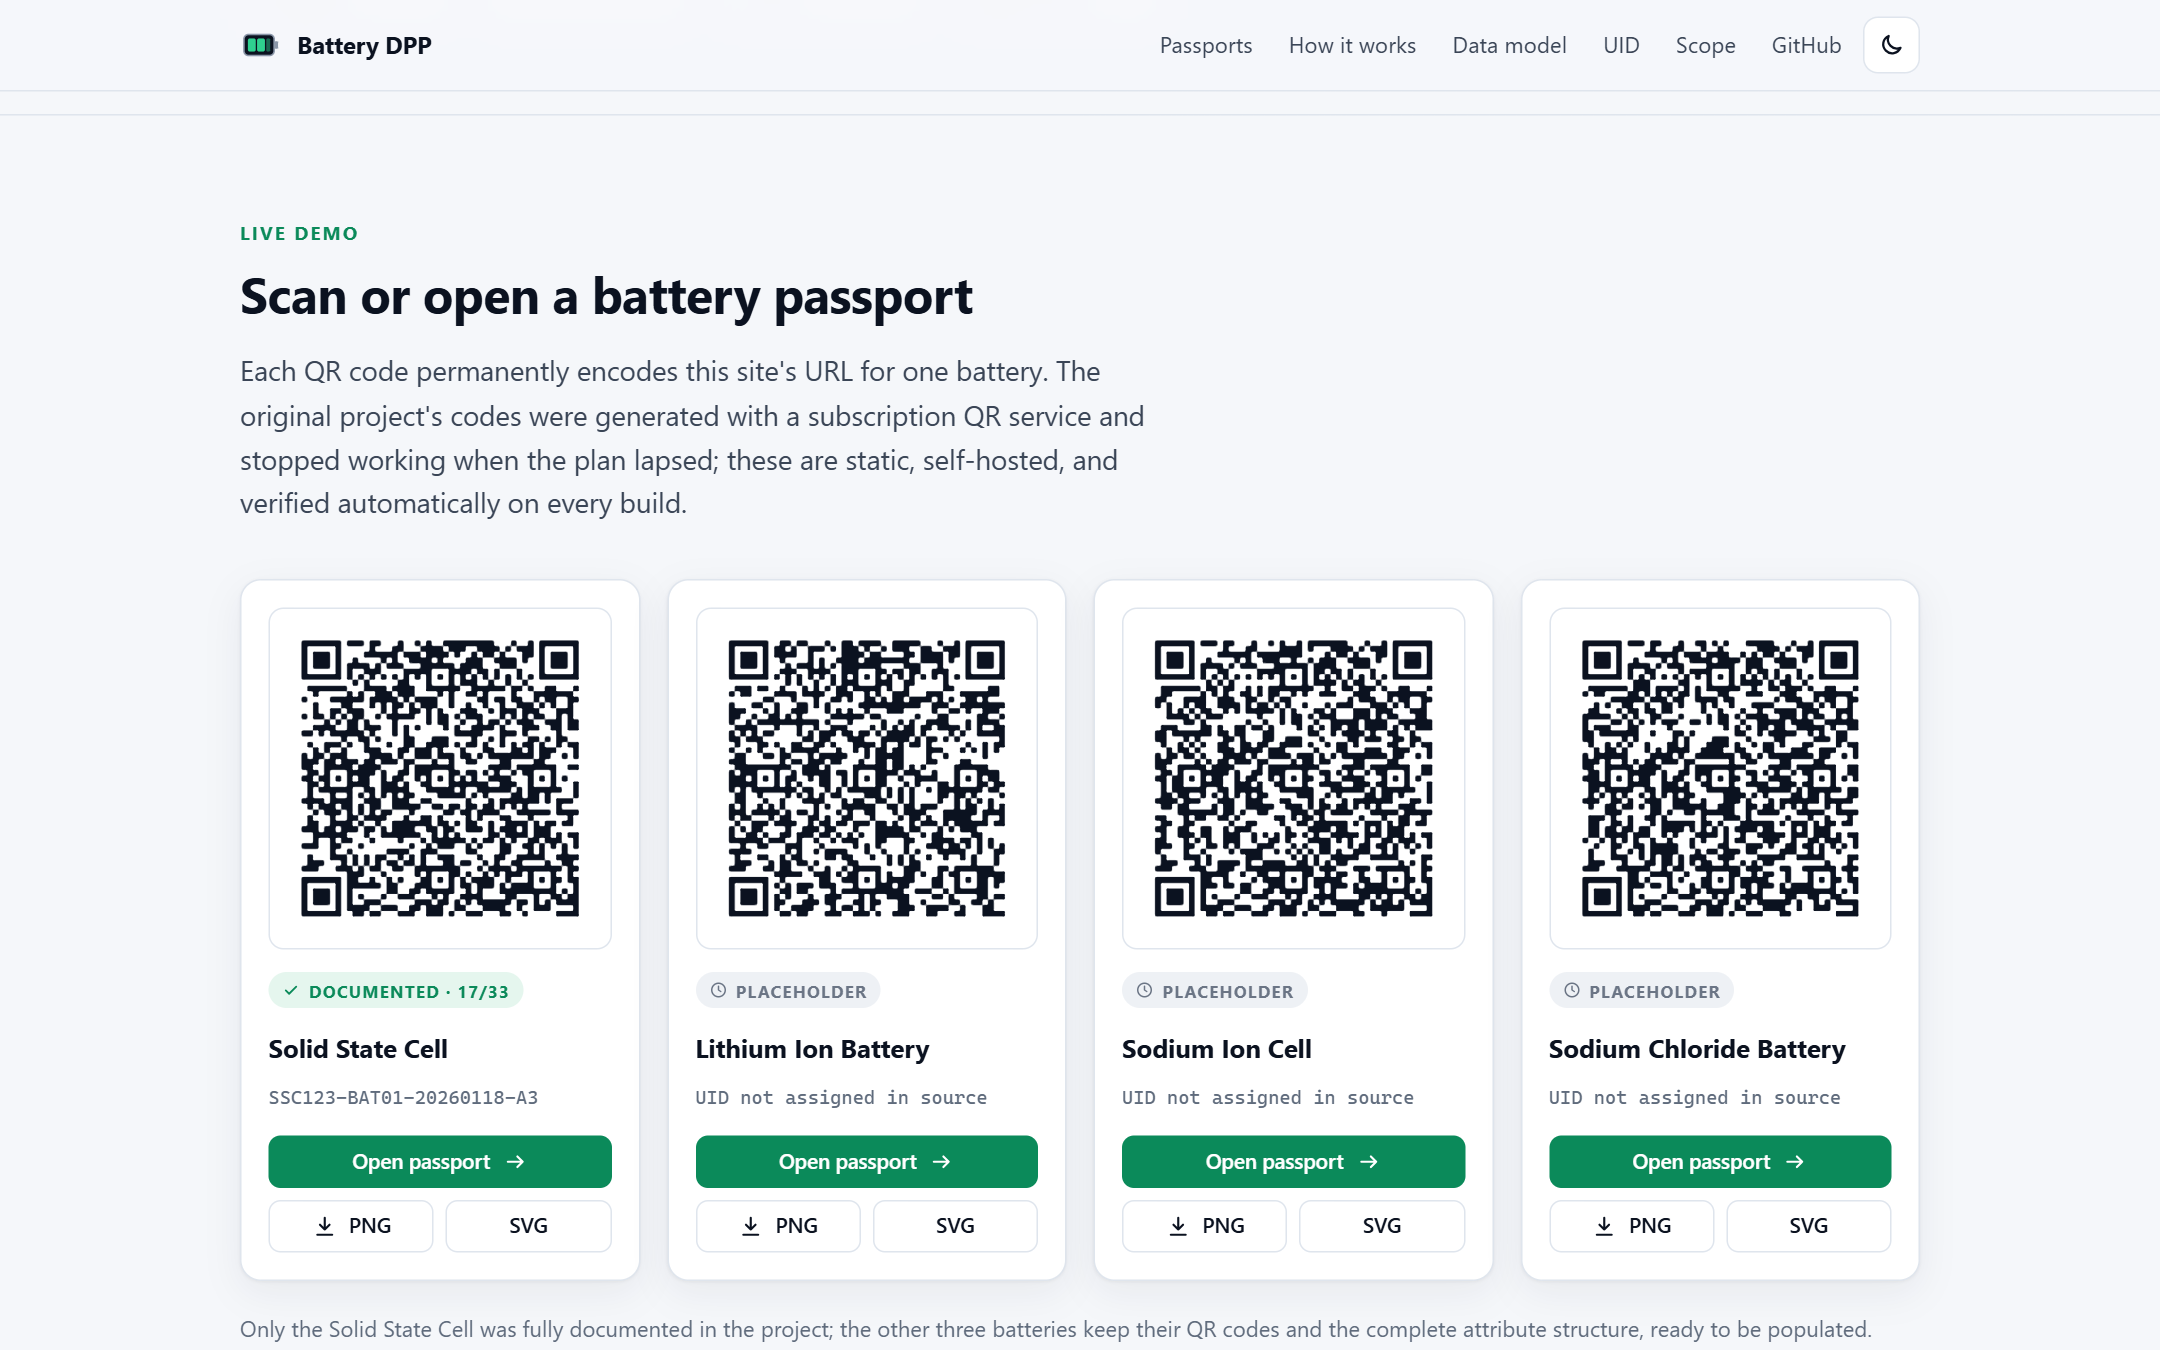 Battery DPP
Passports How it works Data model UID Scope GitHub
LIVE DEMO
Scan or open a battery passport
Each QR code permanently encodes this site's URL for one battery. The
original project's codes were generated with a subscription QR service and
stopped working when the plan lapsed; these are static, self-hosted, and
verified automatically on every build.
DOCUMENTED · 17/33
Solid State Cell
SSC123-BAT01-20260118-A3
Open passport →
PNG SVG
PLACEHOLDER
Lithium Ion Battery
UID not assigned in source
Open passport →
PNG SVG
PLACEHOLDER
Sodium Ion Cell
UID not assigned in source
Open passport →
PNG SVG
PLACEHOLDER
Sodium Chloride Battery
UID not assigned in source
Open passport →
PNG SVG
Only the Solid State Cell was fully documented in the project; the other three batteries keep their QR codes and the complete attribute structure, ready to be populated.